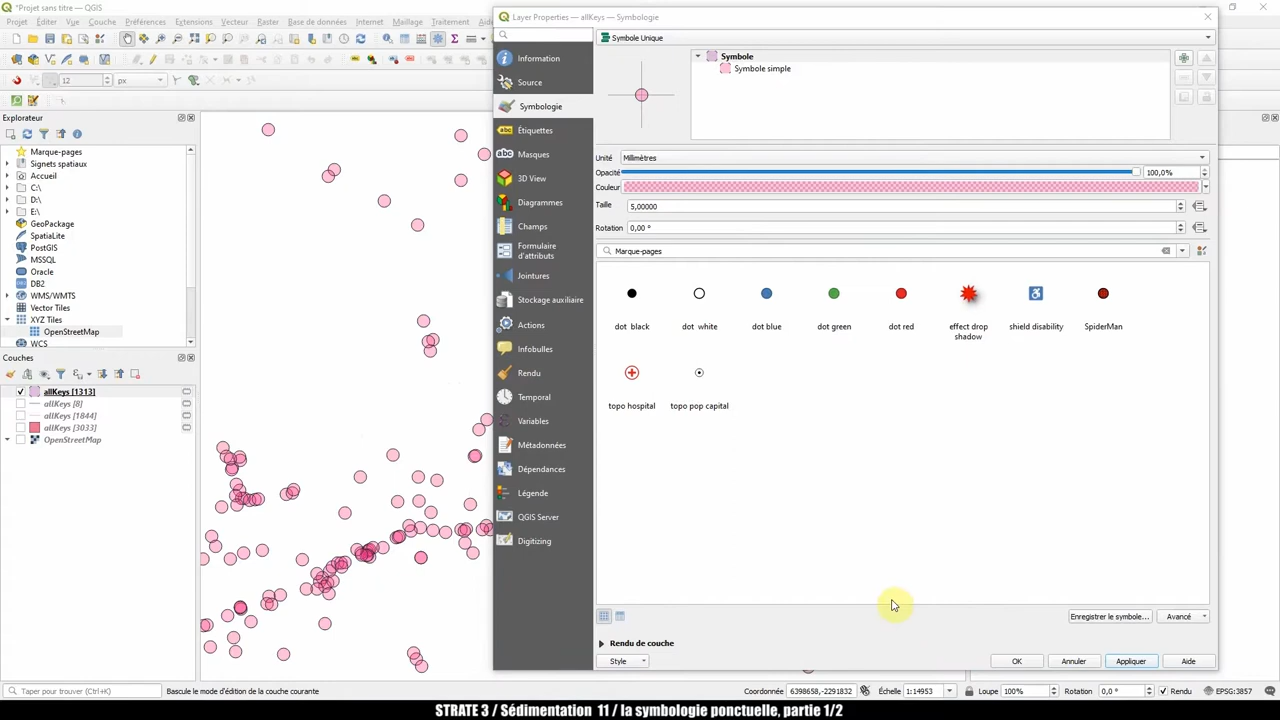 *Projet sans titre — QGIS
Projet Éditer Vue Couche Préférences Extensions Vecteur Raster Base de données Internet Maillage Traitement Aide
12 px
Explorateur
Marque-pages
Signets spatiaux
Accueil
C:\
D:\
E:\
GeoPackage
SpatiaLite
PostGIS
MSSQL
Oracle
DB2
WMS/WMTS
Vector Tiles
XYZ Tiles
OpenStreetMap
WCS
Couches
allKeys [1313]
allKeys [8]
allKeys [1844]
allKeys [3033]
OpenStreetMap
Layer Properties — allKeys — Symbologie
Information
Source
Symbologie
Étiquettes
Masques
3D View
Diagrammes
Champs
Formulaire
d'attributs
Jointures
Stockage auxiliaire
Actions
Infobulles
Rendu
Temporal
Variables
Métadonnées
Dépendances
Légende
QGIS Server
Digitizing
Symbole Unique
Symbole
Symbole simple
Unité Millimètres
Opacité 100,0%
Couleur
Taille 5,00000
Rotation 0,00 °
Marque-pages
dot black dot white dot blue dot green dot red effect drop shadow shield disability SpiderMan
topo hospital topo pop capital
Enregistrer le symbole... Avancé
Rendu de couche
Style OK Annuler Appliquer Aide
Taper pour trouver (Ctrl+K) Bascule le mode d'édition de la couche courante Coordonnée 6398658,-2291832 Échelle 1:14953 Loupe 100% Rotation 0,0 ° Rendu EPSG:3857
STRATE 3 / Sédimentation 11 / la symbologie ponctuelle, partie 1/2